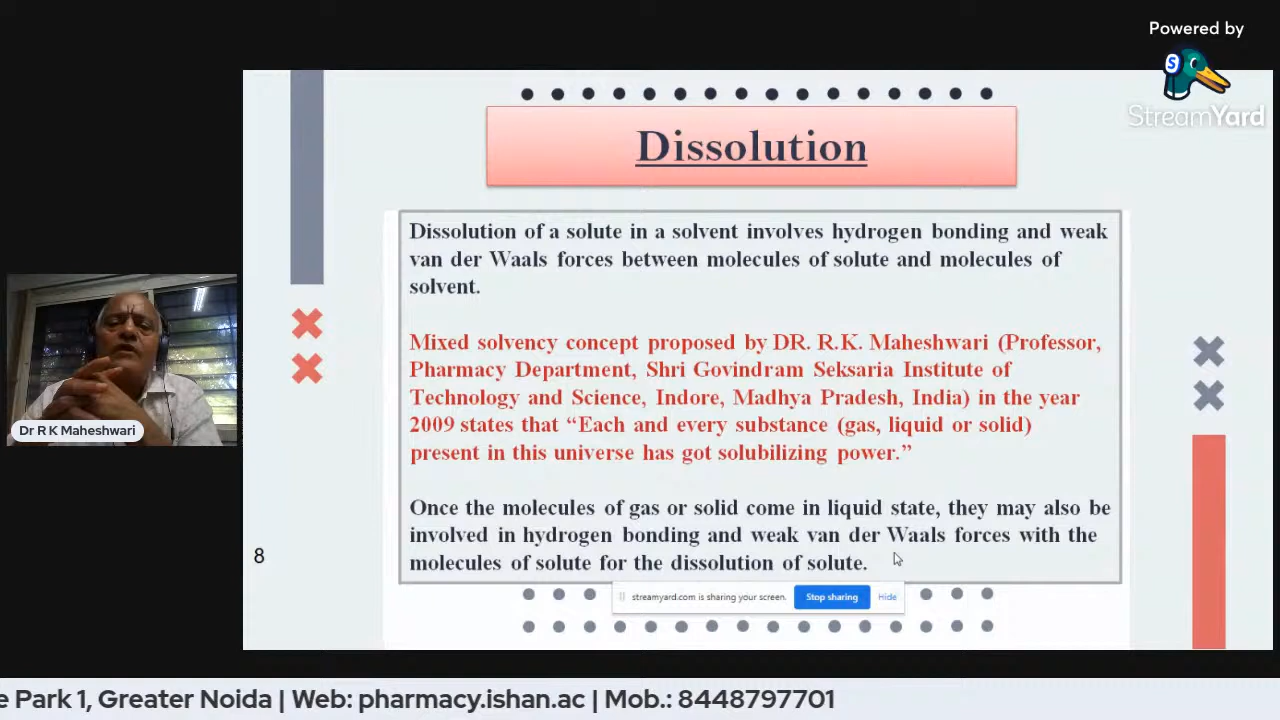 Powered by
StreamYard
Dissolution
Dissolution of a solute in a solvent involves hydrogen bonding and weak
van der Waals forces between molecules of solute and molecules of
solvent.
Mixed solvency concept proposed by DR. R.K. Maheshwari (Professor,
Pharmacy Department, Shri Govindram Seksaria Institute of
Technology and Science, Indore, Madhya Pradesh, India) in the year
2009 states that “Each and every substance (gas, liquid or solid)
present in this universe has got solubilizing power.”
Once the molecules of gas or solid come in liquid state, they may also be
involved in hydrogen bonding and weak van der Waals forces with the
molecules of solute for the dissolution of solute.
8
Dr R K Maheshwari
streamyard.com is sharing your screen.
Stop sharing
Hide
e Park 1, Greater Noida | Web: pharmacy.ishan.ac | Mob.: 8448797701